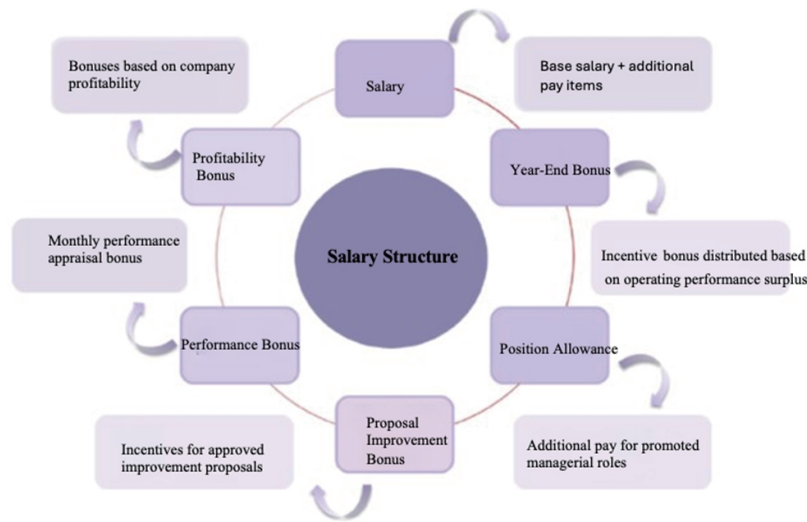 Salary
Base salary + additional
pay items
Year-End Bonus
Incentive bonus distributed based
on operating performance surplus
Position Allowance
Additional pay for promoted
managerial roles
Proposal
Improvement
Bonus
Incentives for approved
improvement proposals
Performance Bonus
Monthly performance
appraisal bonus
Profitability
Bonus
Bonuses based on company
profitability
Salary Structure